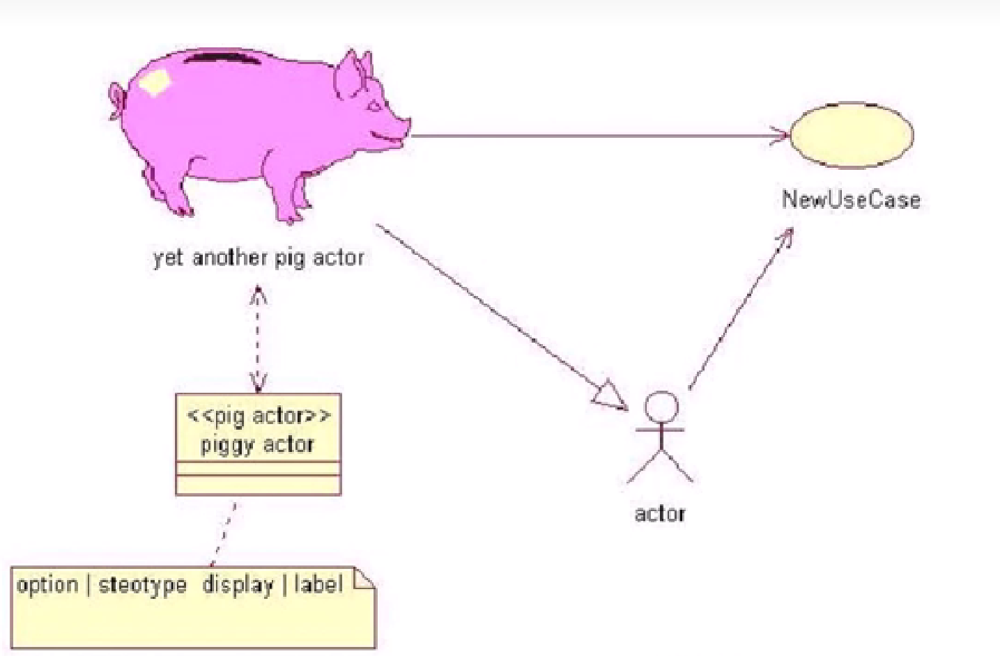 yet another pig actor
NewUseCase
<<pig actor>>
piggy actor
actor
option | steotype  display | label